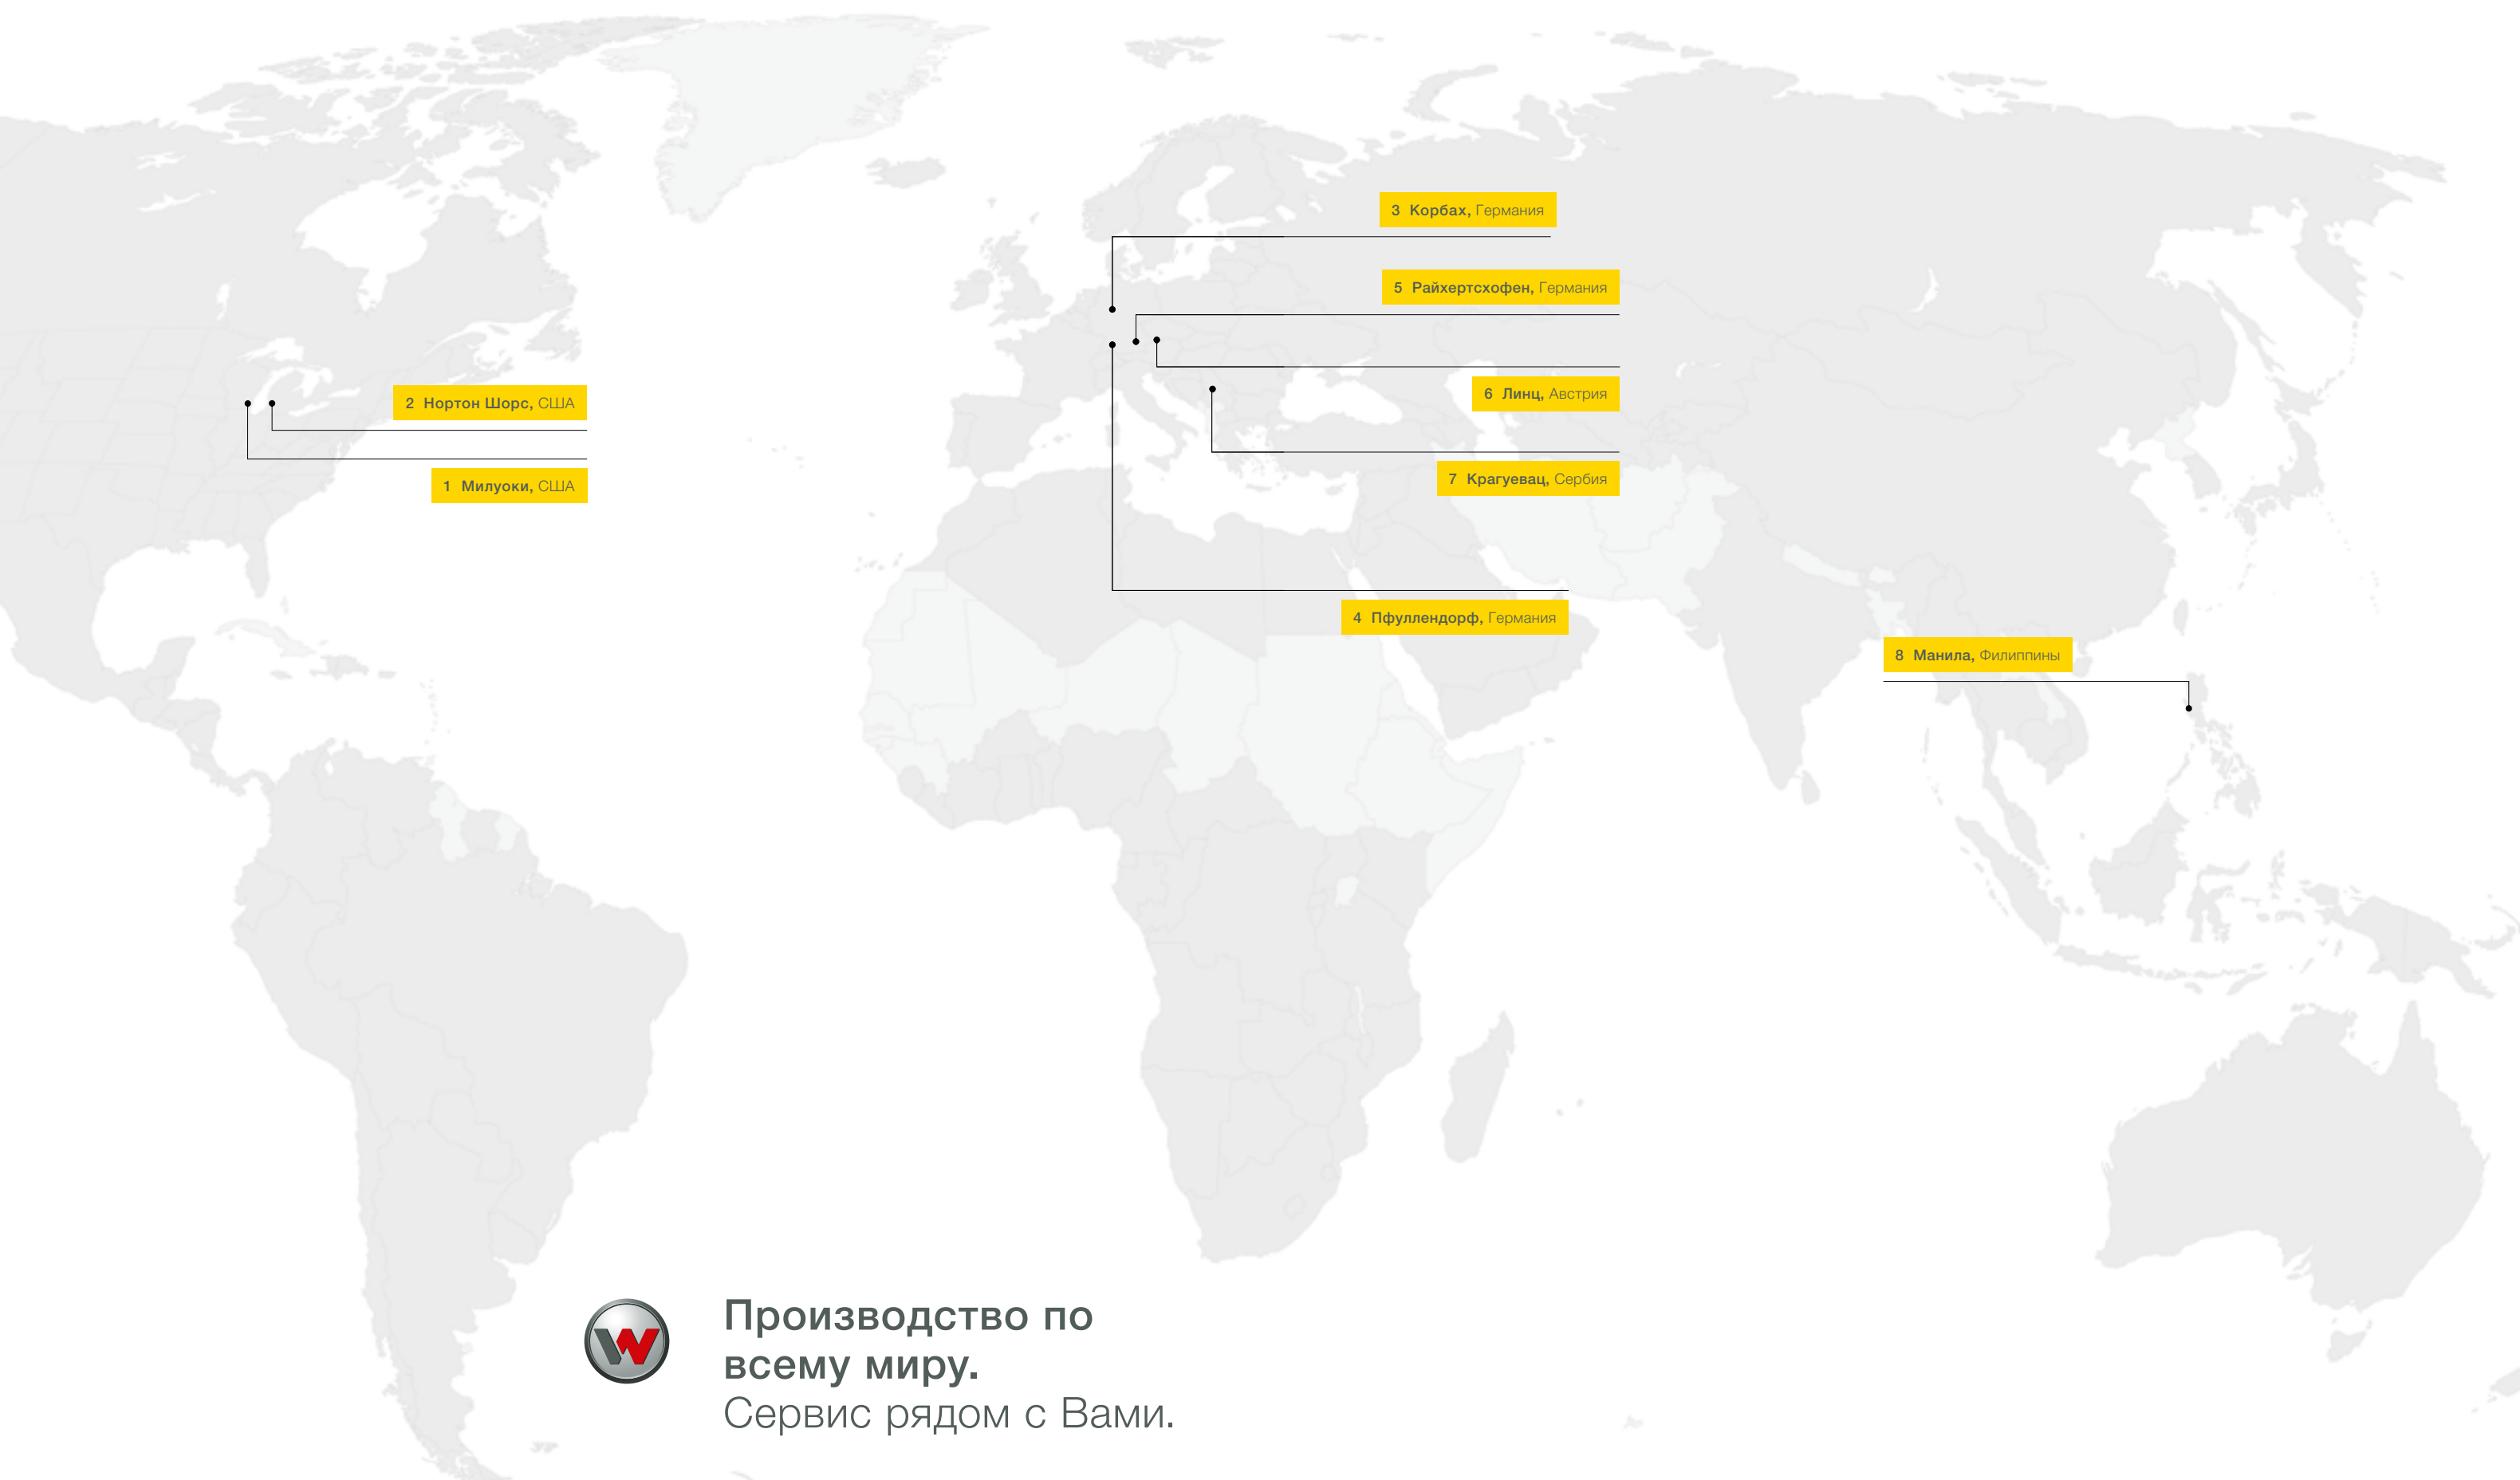 3 Корбах, Германия
5 Райхертсхофен, Германия
2 Нортон Шорс, США
6 Линц, Австрия
1 Милуоки, США
7 Крагуевац, Сербия
4 Пфуллендорф, Германия
8 Манила, Филиппины
Производство по
всему миру.
Сервис рядом с Вами.